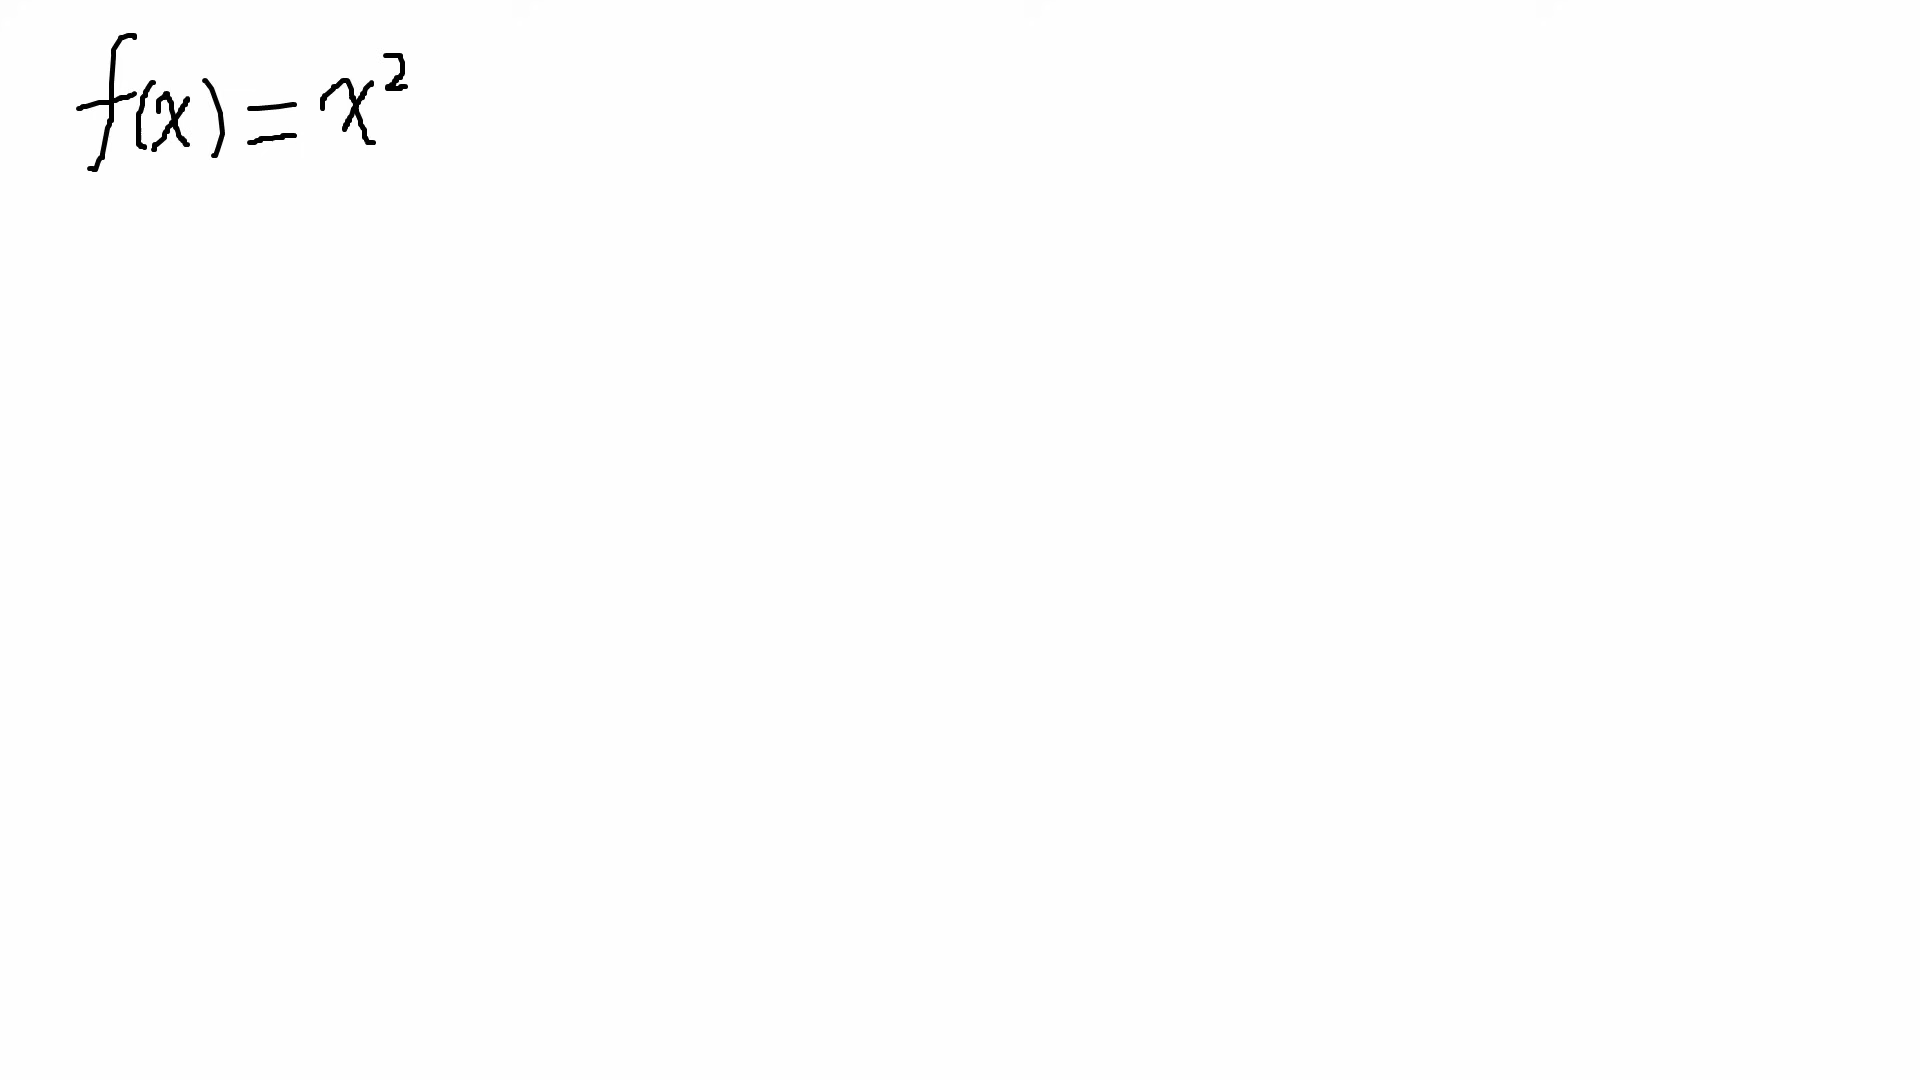 f(x) = x²